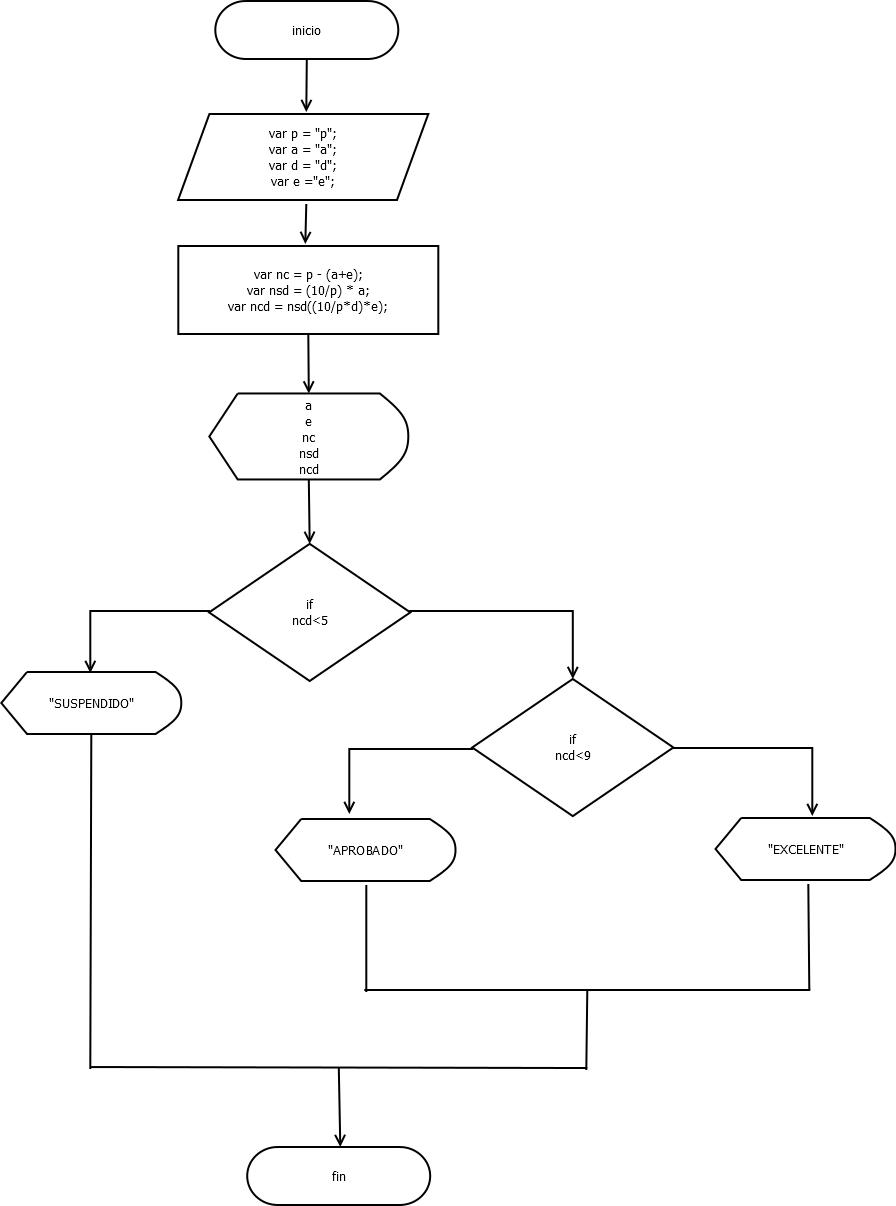 inicio
var p = "p";
var a = "a";
var d = "d";
var e ="e";
var nc = p - (a+e);
var nsd = (10/p) * a;
var ncd = nsd((10/p*d)*e);
a
e
nc
nsd
ncd
if
ncd<5
"SUSPENDIDO"
if
ncd<9
"APROBADO"
"EXCELENTE"
fin